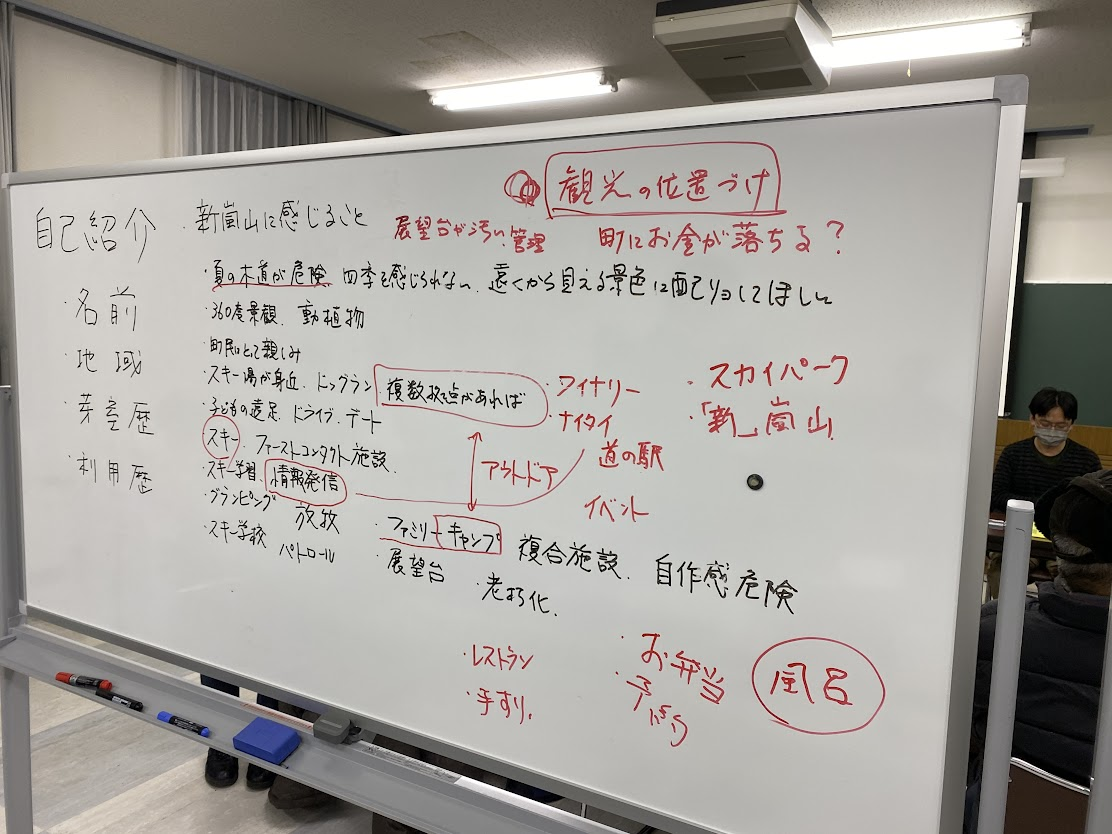 観光の位置づけ
自己紹介
・新嵐山に感じること
展望台が汚い、管理
町にお金が落ちる?
・夏の木道が危険 四季を感じられない、遠くから見える景色に配りょしてほしい
・名前
・360度景観、動植物
・町民にとって親しみ
・地域
・スキー場が身近、ドッグラン
複数拠点があれば
・ワイナリー
・スカイパーク
・子どもの遠足、ドライブ、デート
・ナイタイ
・「新」嵐山
・芽室歴
・スキー、ファーストコンタクト施設、
アウトドア
道の駅
・スキー学習、情報発信
イベント
・利用歴
・グランピング 放牧
・ファミリーキャンプ 複合施設、自作感危険
・スキー学校 パトロール
・展望台 ・老朽化、
・レストラン
・お弁当
風呂
・手すり。